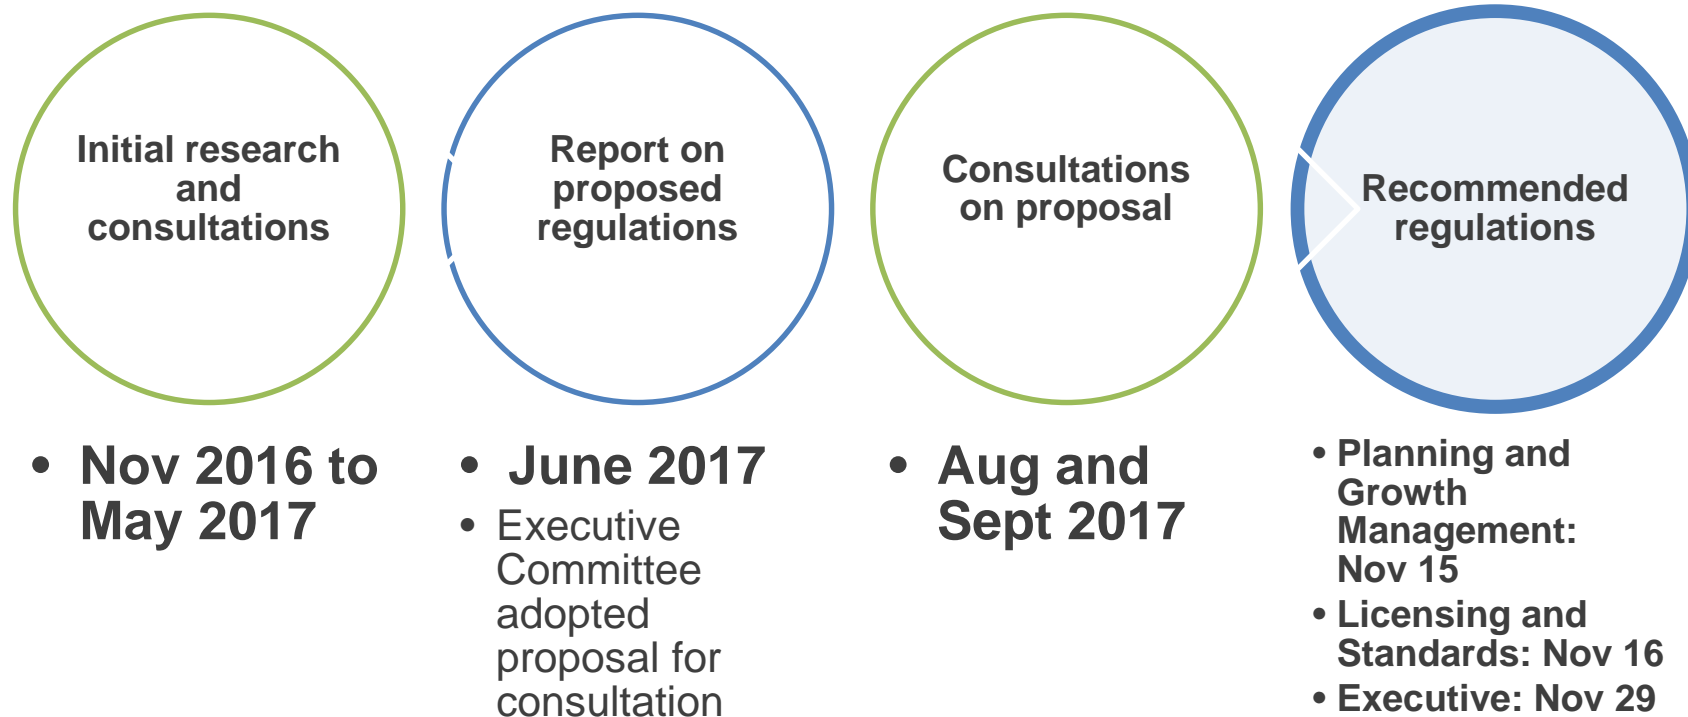 Initial research
and
consultations
• Nov 2016 to
May 2017
Report on
proposed
regulations
• June 2017
• Executive
Committee
adopted
proposal for
consultation
Consultations
on proposal
• Aug and
Sept 2017
Recommended
regulations
• Planning and
Growth
Management:
Nov 15
• Licensing and
Standards: Nov 16
• Executive: Nov 29